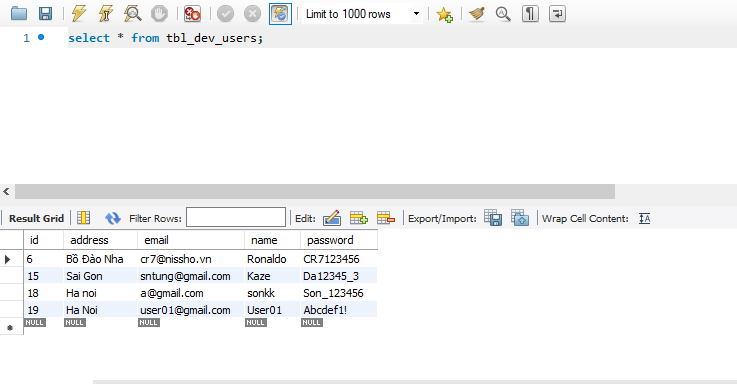 Limit to 1000 rows
1 select * from tbl_dev_users;
Result Grid Filter Rows: Edit: Export/Import: Wrap Cell Content:
id address email name password
6 Bồ Đào Nha cr7@nissho.vn Ronaldo CR7123456
15 Sai Gon sntung@gmail.com Kaze Da12345_3
18 Ha noi a@gmail.com sonkk Son_123456
19 Ha Noi user01@gmail.com User01 Abcdef1!
NULL NULL NULL NULL NULL